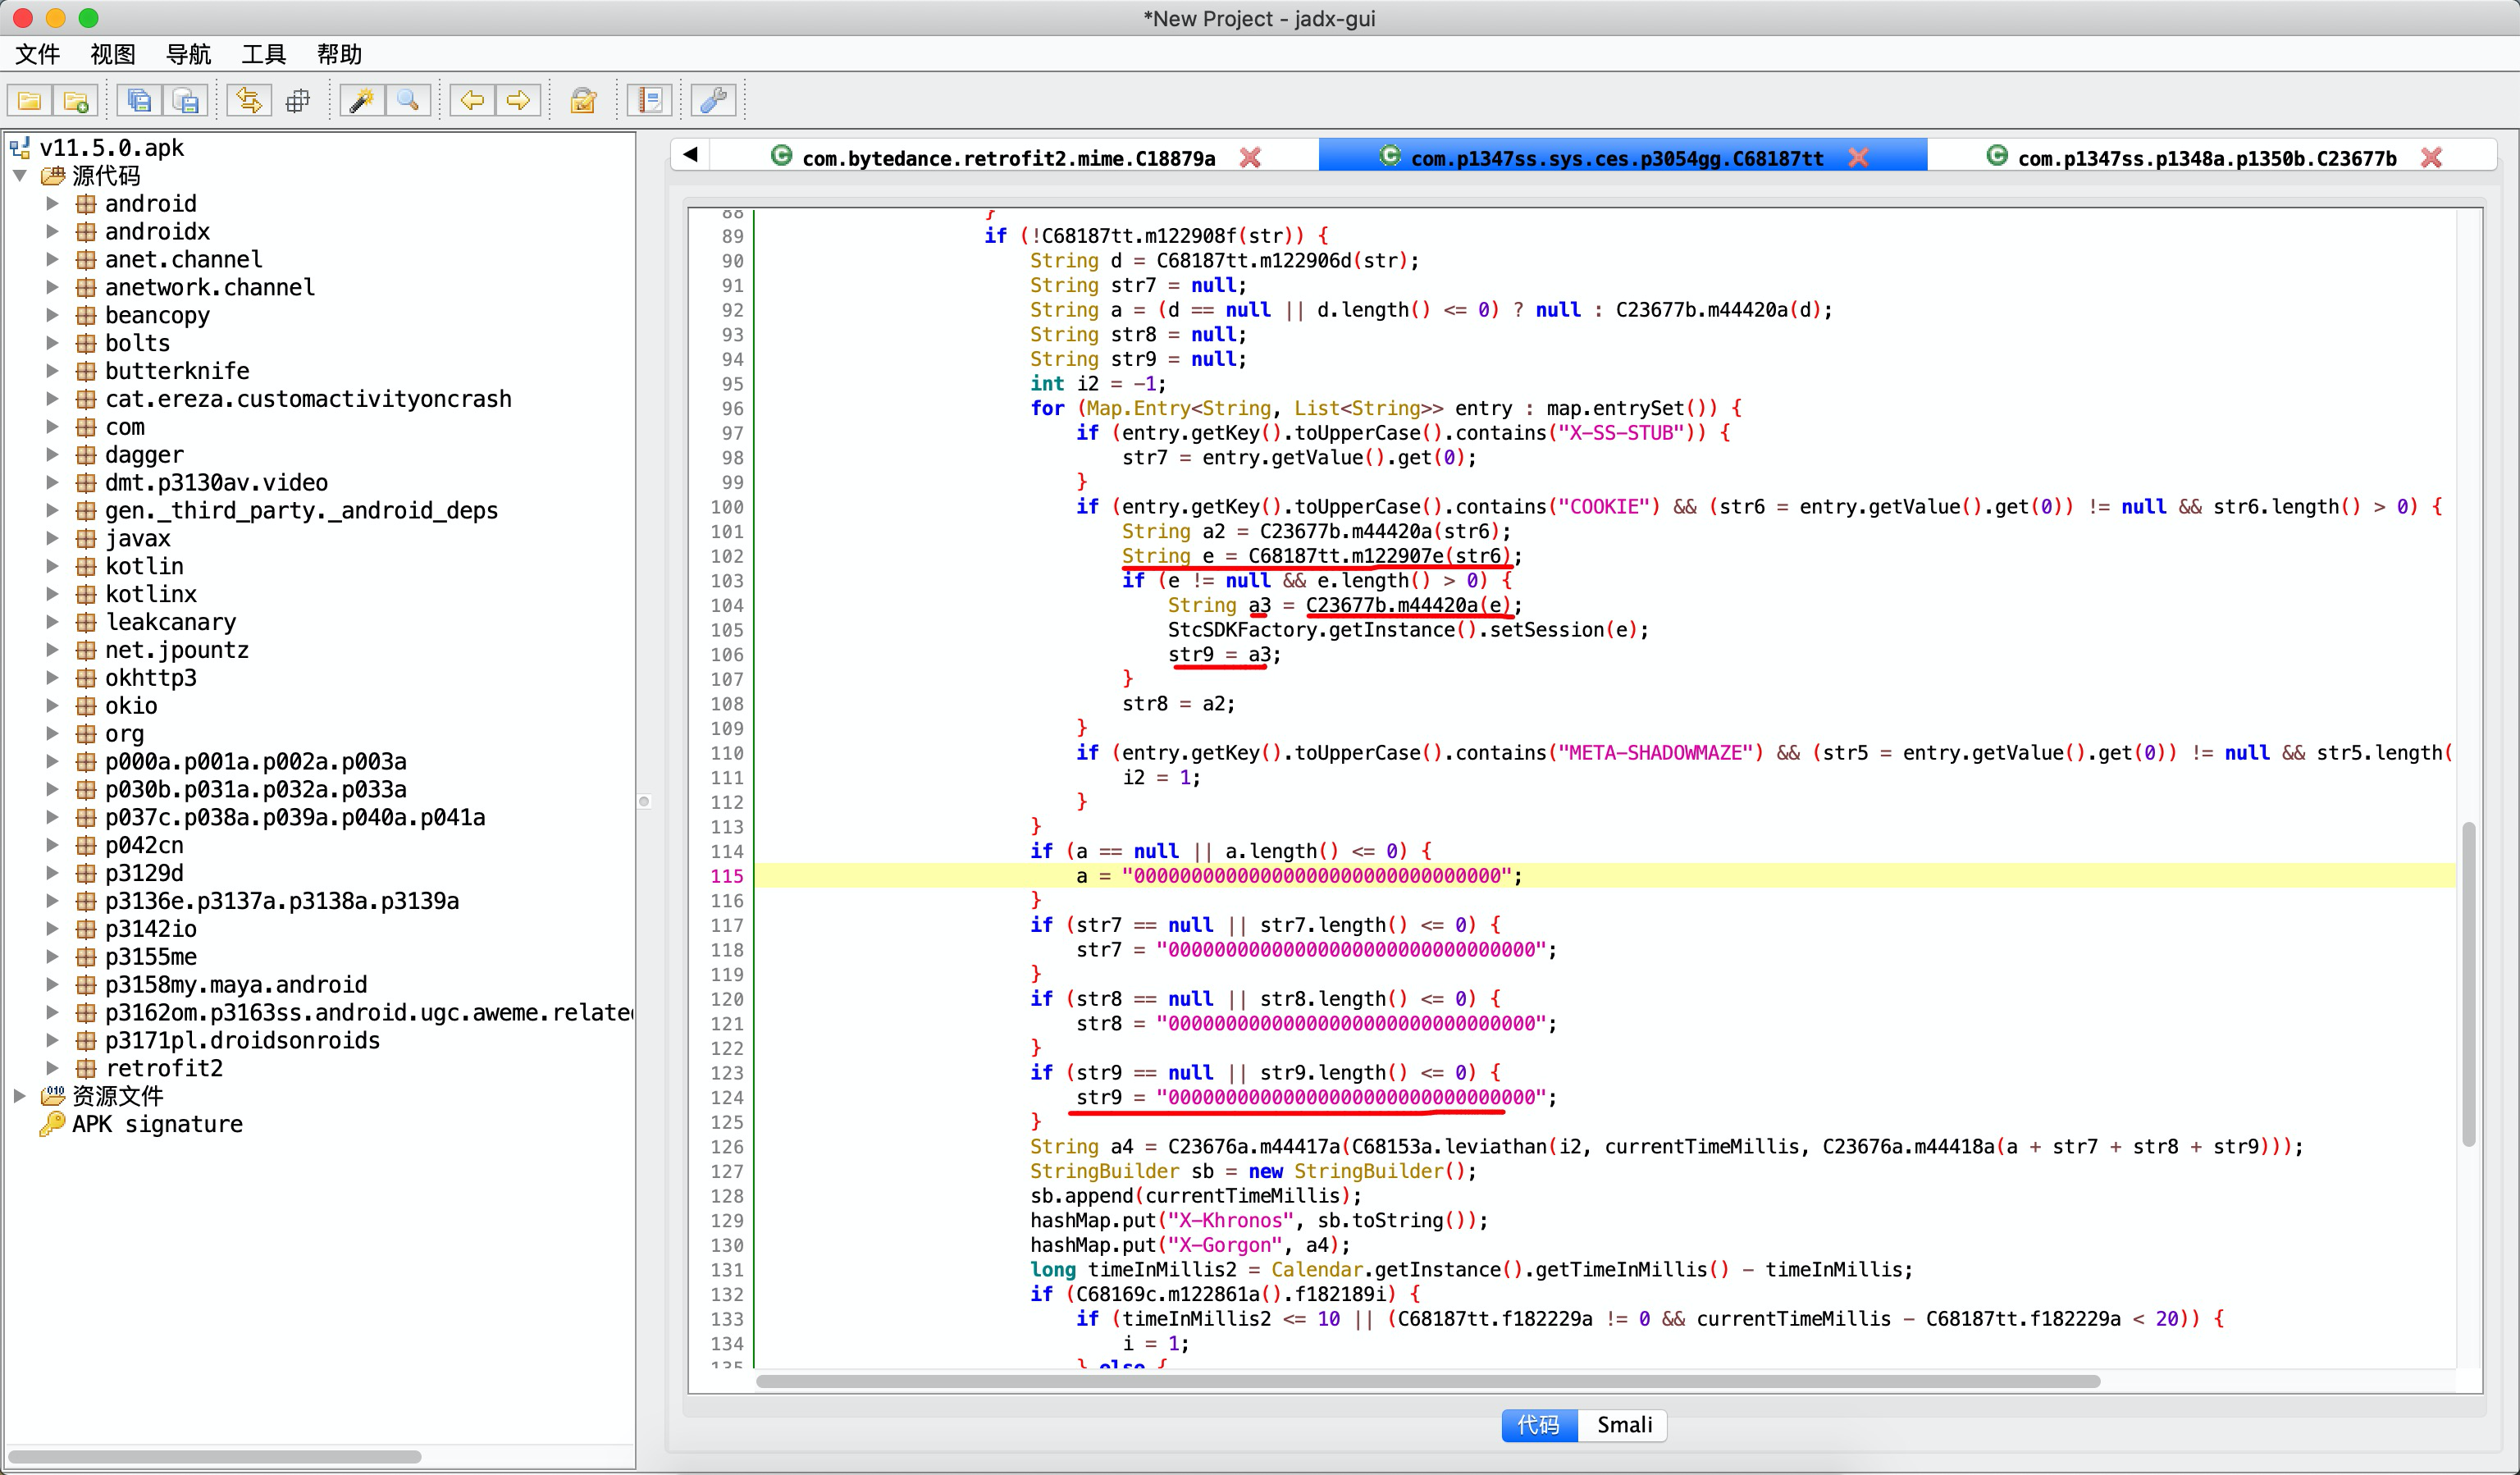 *New Project - jadx-gui
文件 视图 导航 工具 帮助
v11.5.0.apk
源代码
android
androidx
anet.channel
anetwork.channel
beancopy
bolts
butterknife
cat.ereza.customactivityoncrash
com
dagger
dmt.p3130av.video
gen._third_party._android_deps
javax
kotlin
kotlinx
leakcanary
net.jpountz
okhttp3
okio
org
p000a.p001a.p002a.p003a
p030b.p031a.p032a.p033a
p037c.p038a.p039a.p040a.p041a
p042cn
p3129d
p3136e.p3137a.p3138a.p3139a
p3142io
p3155me
p3158my.maya.android
p3162om.p3163ss.android.ugc.aweme.relate
p3171pl.droidsonroids
retrofit2
资源文件
APK signature
com.bytedance.retrofit2.mime.C18879a com.p1347ss.sys.ces.p3054gg.C68187tt com.p1347ss.p1348a.p1350b.C23677b
88 }
89 if (!C68187tt.m122908f(str)) {
90 String d = C68187tt.m122906d(str);
91 String str7 = null;
92 String a = (d == null || d.length() <= 0) ? null : C23677b.m44420a(d);
93 String str8 = null;
94 String str9 = null;
95 int i2 = -1;
96 for (Map.Entry<String, List<String>> entry : map.entrySet()) {
97 if (entry.getKey().toUpperCase().contains("X-SS-STUB")) {
98 str7 = entry.getValue().get(0);
99 }
100 if (entry.getKey().toUpperCase().contains("COOKIE") && (str6 = entry.getValue().get(0)) != null && str6.length() > 0) {
101 String a2 = C23677b.m44420a(str6);
102 String e = C68187tt.m122907e(str6);
103 if (e != null && e.length() > 0) {
104 String a3 = C23677b.m44420a(e);
105 StcSDKFactory.getInstance().setSession(e);
106 str9 = a3;
107 }
108 str8 = a2;
109 }
110 if (entry.getKey().toUpperCase().contains("META-SHADOWMAZE") && (str5 = entry.getValue().get(0)) != null && str5.length(
111 i2 = 1;
112 }
113 }
114 if (a == null || a.length() <= 0) {
115 a = "00000000000000000000000000000000";
116 }
117 if (str7 == null || str7.length() <= 0) {
118 str7 = "00000000000000000000000000000000";
119 }
120 if (str8 == null || str8.length() <= 0) {
121 str8 = "00000000000000000000000000000000";
122 }
123 if (str9 == null || str9.length() <= 0) {
124 str9 = "00000000000000000000000000000000";
125 }
126 String a4 = C23676a.m44417a(C68153a.leviathan(i2, currentTimeMillis, C23676a.m44418a(a + str7 + str8 + str9)));
127 StringBuilder sb = new StringBuilder();
128 sb.append(currentTimeMillis);
129 hashMap.put("X-Khronos", sb.toString());
130 hashMap.put("X-Gorgon", a4);
131 long timeInMillis2 = Calendar.getInstance().getTimeInMillis() - timeInMillis;
132 if (C68169c.m122861a().f182189i) {
133 if (timeInMillis2 <= 10 || (C68187tt.f182229a != 0 && currentTimeMillis - C68187tt.f182229a < 20)) {
134 i = 1;
135 } else {
代码 Smali